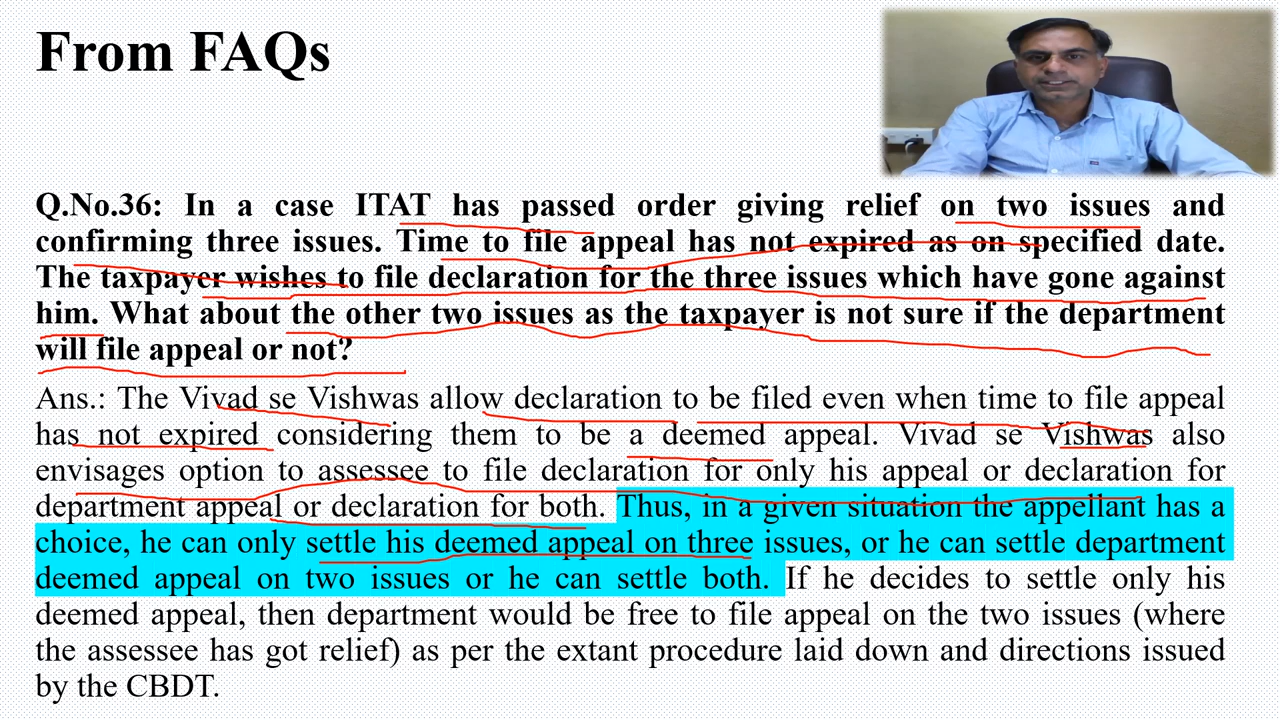 From FAQs
Q.No.36: In a case ITAT has passed order giving relief on two issues and
confirming three issues. Time to file appeal has not expired as on specified date.
The taxpayer wishes to file declaration for the three issues which have gone against
him. What about the other two issues as the taxpayer is not sure if the department
will file appeal or not?
Ans.: The Vivad se Vishwas allow declaration to be filed even when time to file appeal
has not expired considering them to be a deemed appeal. Vivad se Vishwas also
envisages option to assessee to file declaration for only his appeal or declaration for
department appeal or declaration for both. Thus, in a given situation the appellant has a
choice, he can only settle his deemed appeal on three issues, or he can settle department
deemed appeal on two issues or he can settle both. If he decides to settle only his
deemed appeal, then department would be free to file appeal on the two issues (where
the assessee has got relief) as per the extant procedure laid down and directions issued
by the CBDT.